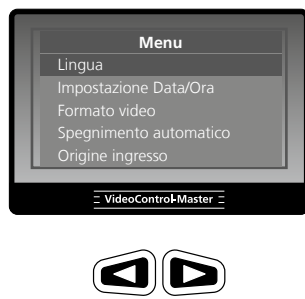 Menu
Lingua
Impostazione Data/Ora
Formato video
Spegnimento automatico
Origine ingresso
VideoControl-Master